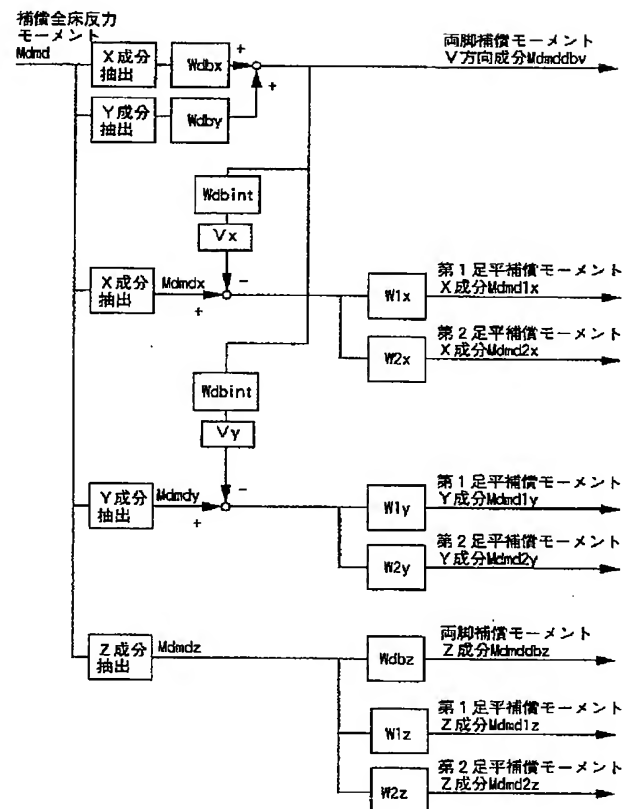 補償全床反力
モーメント
Mdmd
X成分
抽出
Wdbx
+
+
両脚補償モーメント
V方向成分Mdmddbv
Y成分
抽出
Wdby
Wdbint
Vx
X成分
抽出
Mdmdx
-
+
W1x
第1足平補償モーメント
X成分Mdmd1x
W2x
第2足平補償モーメント
X成分Mdmd2x
Wdbint
Vy
Y成分
抽出
Mdmdy
-
+
W1y
第1足平補償モーメント
Y成分Mdmd1y
W2y
第2足平補償モーメント
Y成分Mdmd2y
Z成分
抽出
Mdmdz
Wdbz
両脚補償モーメント
Z成分Mdmddbz
W1z
第1足平補償モーメント
Z成分Mdmd1z
W2z
第2足平補償モーメント
Z成分Mdmd2z